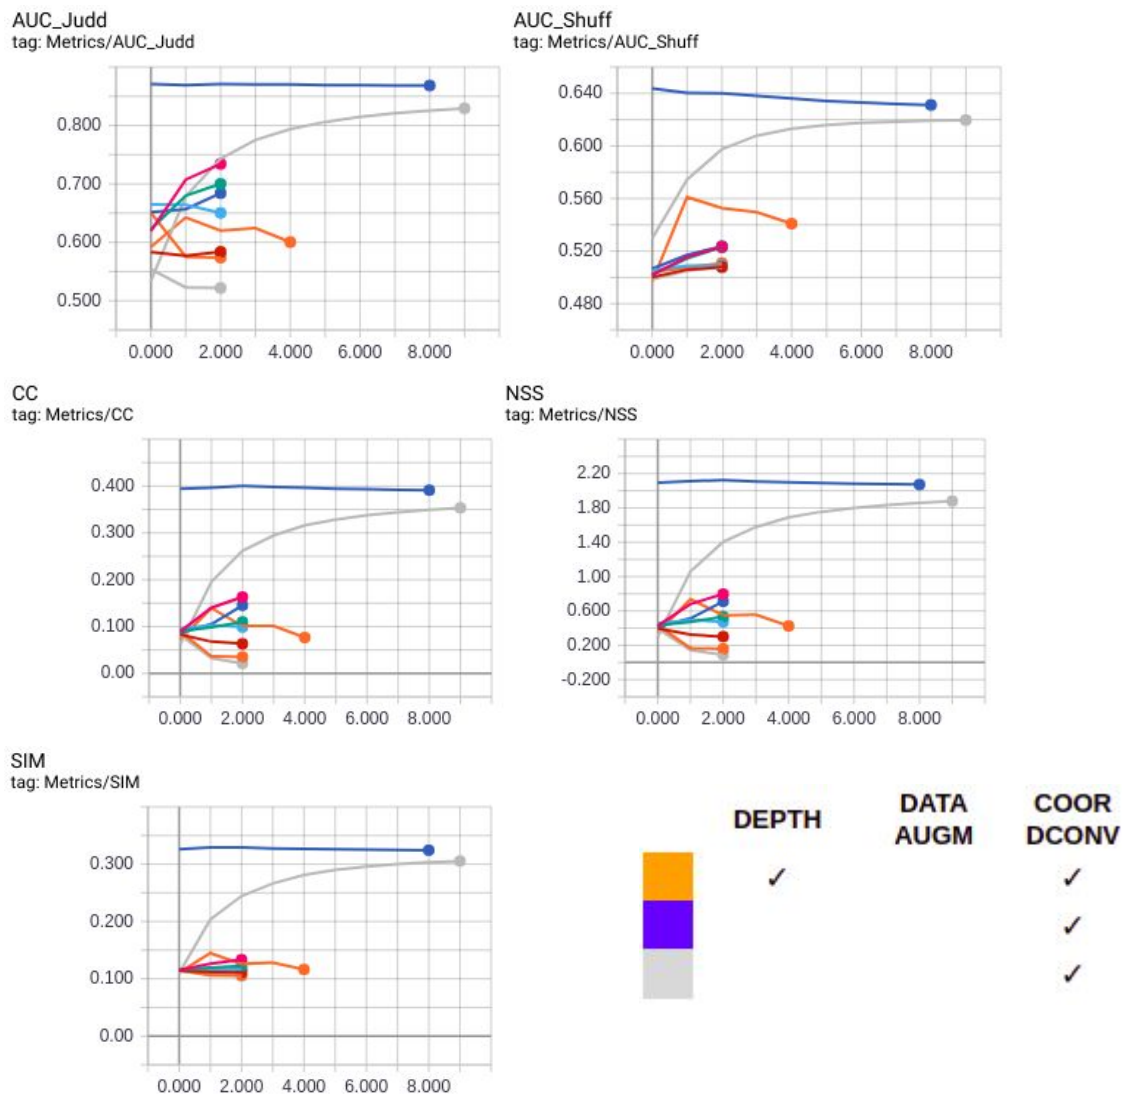 AUC_Judd
tag: Metrics/AUC_Judd
0.800
0.700
0.600
0.500
0.000 2.000 4.000 6.000 8.000
AUC_Shuff
tag: Metrics/AUC_Shuff
0.640
0.600
0.560
0.520
0.480
0.000 2.000 4.000 6.000 8.000
CC
tag: Metrics/CC
0.400
0.300
0.200
0.100
0.00
0.000 2.000 4.000 6.000 8.000
NSS
tag: Metrics/NSS
2.20
1.80
1.40
1.00
0.600
0.200
-0.200
0.000 2.000 4.000 6.000 8.000
SIM
tag: Metrics/SIM
0.300
0.200
0.100
0.00
0.000 2.000 4.000 6.000 8.000
DEPTH
DATA
AUGM
COOR
DCONV
✓ ✓
✓
✓